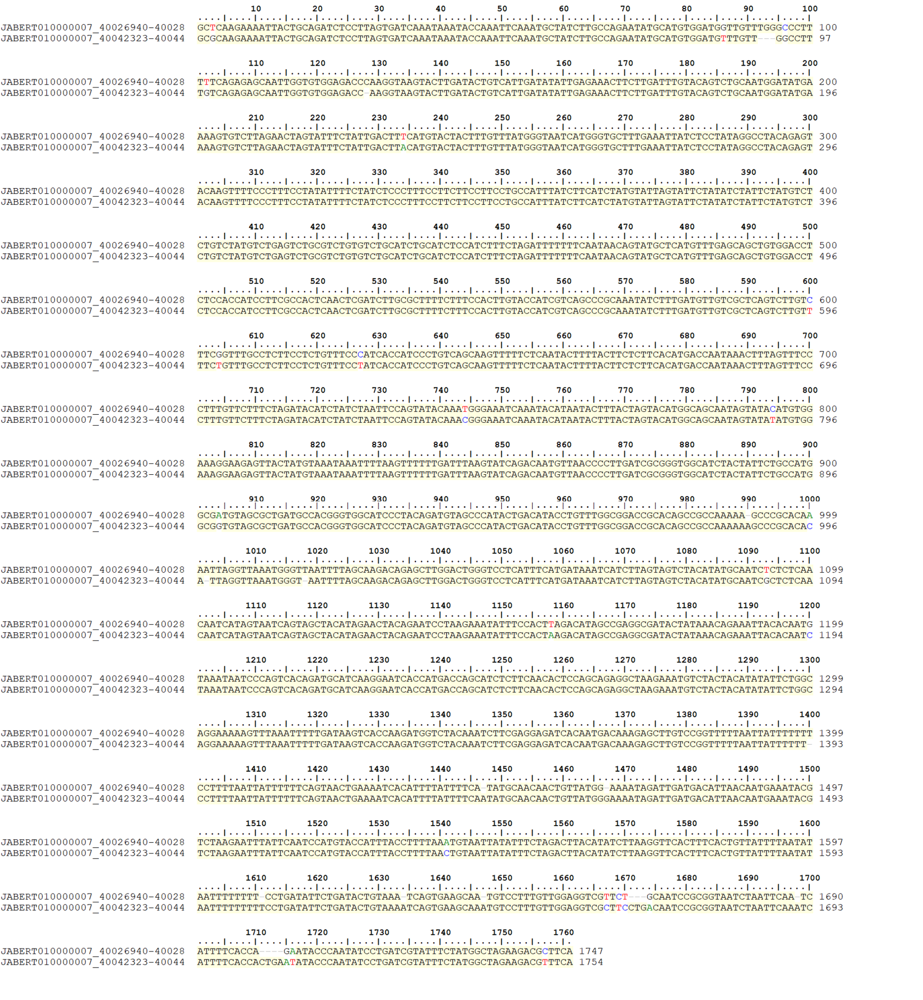 10 20 30 40 50 60 70 80 90 100
....|....|....|....|....|....|....|....|....|....|....|....|....|....|....|....|....|....|....|....|
JABERT010000007_40026940-40028 GCTCAAGAAAATTACTGCAGATCTCCTTAGTGATCAAATAAATACCAAATTCAAATGCTATCTTGCCAGAATATGCATGTGGATGGTTGTTTGGGCCCTT 100
JABERT010000007_40042323-40044 GCGCAAGAAAATTACTGCAGATCTCCTTAGTGATCAAATAAATACCAAATTCAAATGCTATCTTGCCAGAATATGCATGTGGATGTTTGTT---GGCCTT 97
110 120 130 140 150 160 170 180 190 200
....|....|....|....|....|....|....|....|....|....|....|....|....|....|....|....|....|....|....|....|
JABERT010000007_40026940-40028 TTTCAGAGAGCAATTGGTGTGGAGACCCAAGGTAAGTACTTGATACTGTCATTGATATATTGAGAAACTTCTTGATTTGTACAGTCTGCAATGGATATGA 200
JABERT010000007_40042323-40044 TGTCAGAGAGCAATTGGTGTGGAGACC-AAGGTAAGTACTTGATACTGTCATTGATATATTGAGAAACTTCTTGATTTGTACAGTCTGCAATGGATATGA 196
210 220 230 240 250 260 270 280 290 300
....|....|....|....|....|....|....|....|....|....|....|....|....|....|....|....|....|....|....|....|
JABERT010000007_40026940-40028 AAAGTGTCTTAGAACTAGTATTTCTATTGACTTTCATGTACTACTTTGTTTATGGGTAATCATGGGTGCTTTGAAATTATCTCCTATAGGCCTACAGAGT 300
JABERT010000007_40042323-40044 AAAGTGTCTTAGAACTAGTATTTCTATTGACTTACATGTACTACTTTGTTTATGGGTAATCATGGGTGCTTTGAAATTATCTCCTATAGGCCTACAGAGT 296
310 320 330 340 350 360 370 380 390 400
....|....|....|....|....|....|....|....|....|....|....|....|....|....|....|....|....|....|....|....|
JABERT010000007_40026940-40028 ACAAGTTTTCCCTTTCCTATATTTTCTATCTCCCTTTCCTTCTTCCTTCCTGCCATTTATCTTCATCTATGTATTAGTATTCTATATCTATTCTATGTCT 400
JABERT010000007_40042323-40044 ACAAGTTTTCCCTTTCCTATATTTTCTATCTCCCTTTCCTTCTTCCTTCCTGCCATTTATCTTCATCTATGTATTAGTATTCTATATCTATTCTATGTCT 396
410 420 430 440 450 460 470 480 490 500
....|....|....|....|....|....|....|....|....|....|....|....|....|....|....|....|....|....|....|....|
JABERT010000007_40026940-40028 CTGTCTATGTCTGAGTCTGCGTCTGTGTCTGCATCTGCATCTCCATCTTTCTAGATTTTTTTCAATAACAGTATGCTCATGTTTGAGCAGCTGTGGACCT 500
JABERT010000007_40042323-40044 CTGTCTATGTCTGAGTCTGCGTCTGTGTCTGCATCTGCATCTCCATCTTTCTAGATTTTTTTCAATAACAGTATGCTCATGTTTGAGCAGCTGTGGACCT 496
510 520 530 540 550 560 570 580 590 600
....|....|....|....|....|....|....|....|....|....|....|....|....|....|....|....|....|....|....|....|
JABERT010000007_40026940-40028 CTCCACCATCCTTCGCCACTCAACTCGATCTTGCGCTTTTCTTTCCACTTGTACCATCGTCAGCCCGCAAATATCTTTGATGTTGTCGCTCAGTCTTGTC 600
JABERT010000007_40042323-40044 CTCCACCATCCTTCGCCACTCAACTCGATCTTGCGCTTTTCTTTCCACTTGTACCATCGTCAGCCCGCAAATATCTTTGATGTTGTCGCTCAGTCTTGTT 596
610 620 630 640 650 660 670 680 690 700
....|....|....|....|....|....|....|....|....|....|....|....|....|....|....|....|....|....|....|....|
JABERT010000007_40026940-40028 TTCGGTTTGCCTCTTCCTCTGTTTCCCATCACCATCCCTGTCAGCAAGTTTTTCTCAATACTTTTACTTCTCTTCACATGACCAATAAACTTTAGTTTCC 700
JABERT010000007_40042323-40044 TTCTGTTTGCCTCTTCCTCTGTTTCCTATCACCATCCCTGTCAGCAAGTTTTTCTCAATACTTTTACTTCTCTTCACATGACCAATAAACTTTAGTTTCC 696
710 720 730 740 750 760 770 780 790 800
....|....|....|....|....|....|....|....|....|....|....|....|....|....|....|....|....|....|....|....|
JABERT010000007_40026940-40028 CTTTGTTCTTTCTAGATACATCTATCTAATTCCAGTATACAAATGGGAAATCAAATACATAATACTTTACTAGTACATGGCAGCAATAGTATACATGTGG 800
JABERT010000007_40042323-40044 CTTTGTTCTTTCTAGATACATCTATCTAATTCCAGTATACAAACGGGAAATCAAATACATAATACTTTACTAGTACATGGCAGCAATAGTATATATGTGG 796
810 820 830 840 850 860 870 880 890 900
....|....|....|....|....|....|....|....|....|....|....|....|....|....|....|....|....|....|....|....|
JABERT010000007_40026940-40028 AAAGGAAGAGTTACTATGTAAATAAATTTTAAGTTTTTTGATTTAAGTATCAGACAATGTTAACCCCTTGATCGCGGGTGGCATCTACTATTCTGCCATG 900
JABERT010000007_40042323-40044 AAAGGAAGAGTTACTATGTAAATAAATTTTAAGTTTTTTGATTTAAGTATCAGACAATGTTAACCCCTTGATCGCGGGTGGCATCTACTATTCTGCCATG 896
910 920 930 940 950 960 970 980 990 1000
....|....|....|....|....|....|....|....|....|....|....|....|....|....|....|....|....|....|....|....|
JABERT010000007_40026940-40028 GCGATGTAGCGCTGATGCCACGGGTGGCATCCCTACAGATGTAGCCCATACTGACATACCTGTTTGGCGGACCGCACAGCCGCCAAAAA-GCCCGCACAA 999
JABERT010000007_40042323-40044 GCGGTGTAGCGCTGATGCCACGGGTGGCATCCCTACAGATGTAGCCCATACTGACATACCTGTTTGGCGGACCGCACAGCCGCCAAAAAAGCCCGCACAC 996
1010 1020 1030 1040 1050 1060 1070 1080 1090 1100
....|....|....|....|....|....|....|....|....|....|....|....|....|....|....|....|....|....|....|....|
JABERT010000007_40026940-40028 AATTAGGTTAAATGGGTTAATTTTAGCAAGACAGAGCTTGGACTGGGTCCTCATTTCATGATAAATCATCTTAGTAGTCTACATATGCAATCTCTCTCAA 1099
JABERT010000007_40042323-40044 A-TTAGGTTAAATGGGT-AATTTTAGCAAGACAGAGCTTGGACTGGGTCCTCATTTCATGATAAATCATCTTAGTAGTCTACATATGCAATCGCTCTCAA 1094
1110 1120 1130 1140 1150 1160 1170 1180 1190 1200
....|....|....|....|....|....|....|....|....|....|....|....|....|....|....|....|....|....|....|....|
JABERT010000007_40026940-40028 CAATCATAGTAATCAGTAGCTACATAGAACTACAGAATCCTAAGAAATATTTCCACTTAGACATAGCCGAGGCGATACTATAAACAGAAATTACACAATG 1199
JABERT010000007_40042323-40044 CAATCATAGTAATCAGTAGCTACATAGAACTACAGAATCCTAAGAAATATTTCCACTAAGACATAGCCGAGGCGATACTATAAACAGAAATTACACAATC 1194
1210 1220 1230 1240 1250 1260 1270 1280 1290 1300
....|....|....|....|....|....|....|....|....|....|....|....|....|....|....|....|....|....|....|....|
JABERT010000007_40026940-40028 TAAATAATCCCAGTCACAGATGCATCAAGGAATCACCATGACCAGCATCTCTTCAACACTCCAGCAGAGGCTAAGAAATGTCTACTACATATATTCTGGC 1299
JABERT010000007_40042323-40044 TAAATAATCCCAGTCACAGATGCATCAAGGAATCACCATGACCAGCATCTCTTCAACACTCCAGCAGAGGCTAAGAAATGTCTACTACATATATTCTGGC 1294
1310 1320 1330 1340 1350 1360 1370 1380 1390 1400
....|....|....|....|....|....|....|....|....|....|....|....|....|....|....|....|....|....|....|....|
JABERT010000007_40026940-40028 AGGAAAAAGTTTAAATTTTTGATAAGTCACCAAGATGGTCTACAAATCTTCGAGGAGATCACAATGACAAAGAGCTTGTCCGGTTTTTAATTATTTTTTT 1399
JABERT010000007_40042323-40044 AGGAAAAAGTTTAAATTTTTGATAAGTCACCAAGATGGTCTACAAATCTTCGAGGAGATCACAATGACAAAGAGCTTGTCCGGTTTTTAATTATTTTTT- 1393
1410 1420 1430 1440 1450 1460 1470 1480 1490 1500
....|....|....|....|....|....|....|....|....|....|....|....|....|....|....|....|....|....|....|....|
JABERT010000007_40026940-40028 CCTTTTAATTATTTTTTCAGTAACTGAAAATCACATTTTATTTTCA-TATGCAACAACTGTTATGG-AAAATAGATTGATGACATTAACAATGAAATACG 1497
JABERT010000007_40042323-40044 CCTTTTAATTATTTTTTCAGTAACTGAAAATCACATTTTATTTTCAATATGCAACAACTGTTATGGGAAAATAGATTGATGACATTAACAATGAAATACG 1493
1510 1520 1530 1540 1550 1560 1570 1580 1590 1600
....|....|....|....|....|....|....|....|....|....|....|....|....|....|....|....|....|....|....|....|
JABERT010000007_40026940-40028 TCTAAGAATTTATTCAATCCATGTACCATTTACCTTTTAAATGTAATTATATTTCTAGACTTACATATCTTAAGGTTCACTTTCACTGTTATTTTAATAT 1597
JABERT010000007_40042323-40044 TCTAAGAATTTATTCAATCCATGTACCATTTACCTTTTAACTGTAATTATATTTCTAGACTTACATATCTTAAGGTTCACTTTCACTGTTATTTTAATAT 1593
1610 1620 1630 1640 1650 1660 1670 1680 1690 1700
....|....|....|....|....|....|....|....|....|....|....|....|....|....|....|....|....|....|....|....|
JABERT010000007_40026940-40028 AATTTTTTTT-CCTGATATTCTGATACTGTAAA-TCAGTGAAGCAA-TGTCCTTTGTTGGAGGTCGTTCT---GCAATCCGCGGTAATCTAATTCAA-TC 1690
JABERT010000007_40042323-40044 AATTTTTTTTTCCTGATATTCTGATACTGTAAAATCAGTGAAGCAAATGTCCTTTGTTGGAGGTCGCTTCCTGACAATCCGCGGTAATCTAATTCAAATC 1693
1710 1720 1730 1740 1750 1760
....|....|....|....|....|....|....|....|....|....|....|....|.
JABERT010000007_40026940-40028 ATTTTCACCA----GAATACCCAATATCCTGATCGTATTTCTATGGCTAGAAGACGCTTCA 1747
JABERT010000007_40042323-40044 ATTTTCACCACTGAATATACCCAATATCCTGATCGTATTTCTATGGCTAGAAGACGTTTCA 1754